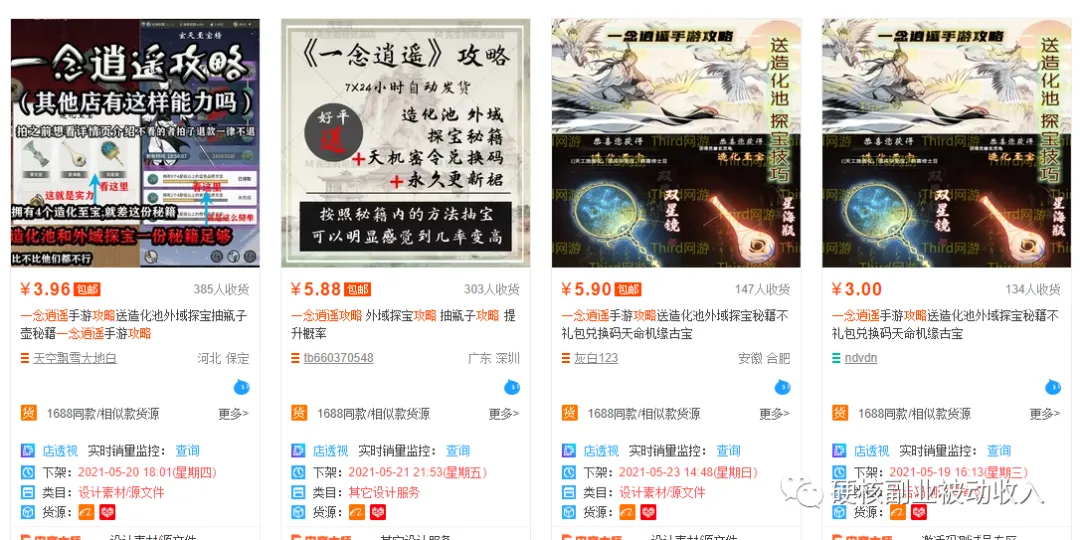 玄天至宝榜
一念逍遥攻略
(其他店有这样能力吗)
拍之前想看详情页介绍不看的者拍了退款一律不退
看这里
这就是实力
看这里
拥有4个造化至宝,就差这份秘籍
造化池和外域探宝一份秘籍足够
比不比他们都不行
¥3.96 包邮
385人收货
一念逍遥手游攻略送造化池外域探宝抽瓶子
壶秘籍一念逍遥手游攻略
天空飘雪大地白
河北 保定
1688同款/相似款货源
更多>
店透视 实时销量监控: 查询
下架: 2021-05-20 18:01(星期四)
类目: 设计素材/源文件
货源:
设计素材/源文件
《一念逍遥》攻略
7X24小时自动发货
好平
送
造化池 外域
探宝秘籍
+天机密令兑换码
+永久更新裙
按照秘籍内的方法抽宝
可以明显感觉到几率变高
¥5.88 包邮
303人收货
一念逍遥攻略 外域探宝攻略 抽瓶子攻略 提
升概率
tb660370548
广东 深圳
1688同款/相似款货源
更多>
店透视 实时销量监控: 查询
下架: 2021-05-21 21:53(星期五)
类目: 其它设计服务
货源:
其它设计服务
一念逍遥手游攻略
送造化池 探宝技巧
恭喜您获得
造化至宝
双星镜
星海瓶
Third网游
¥5.90 包邮
147人收货
一念逍遥手游攻略送造化池外域探宝秘籍不
礼包兑换码天命机缘古宝
灰白123
安徽 合肥
1688同款/相似款货源
更多>
店透视 实时销量监控: 查询
下架: 2021-05-23 14:48(星期日)
类目: 设计素材/源文件
货源:
设计素材/源文件
一念逍遥手游攻略
送造化池 探宝技巧
恭喜您获得
造化至宝
双星镜
星海瓶
Third网游
¥3.00
134人收货
一念逍遥手游攻略送造化池外域探宝秘籍不
礼包兑换码天命机缘古宝
ndvdn
1688同款/相似款货源
更多>
店透视 实时销量监控: 查询
下架: 2021-05-19 16:13(星期三)
货源:
硬核副业被动收入